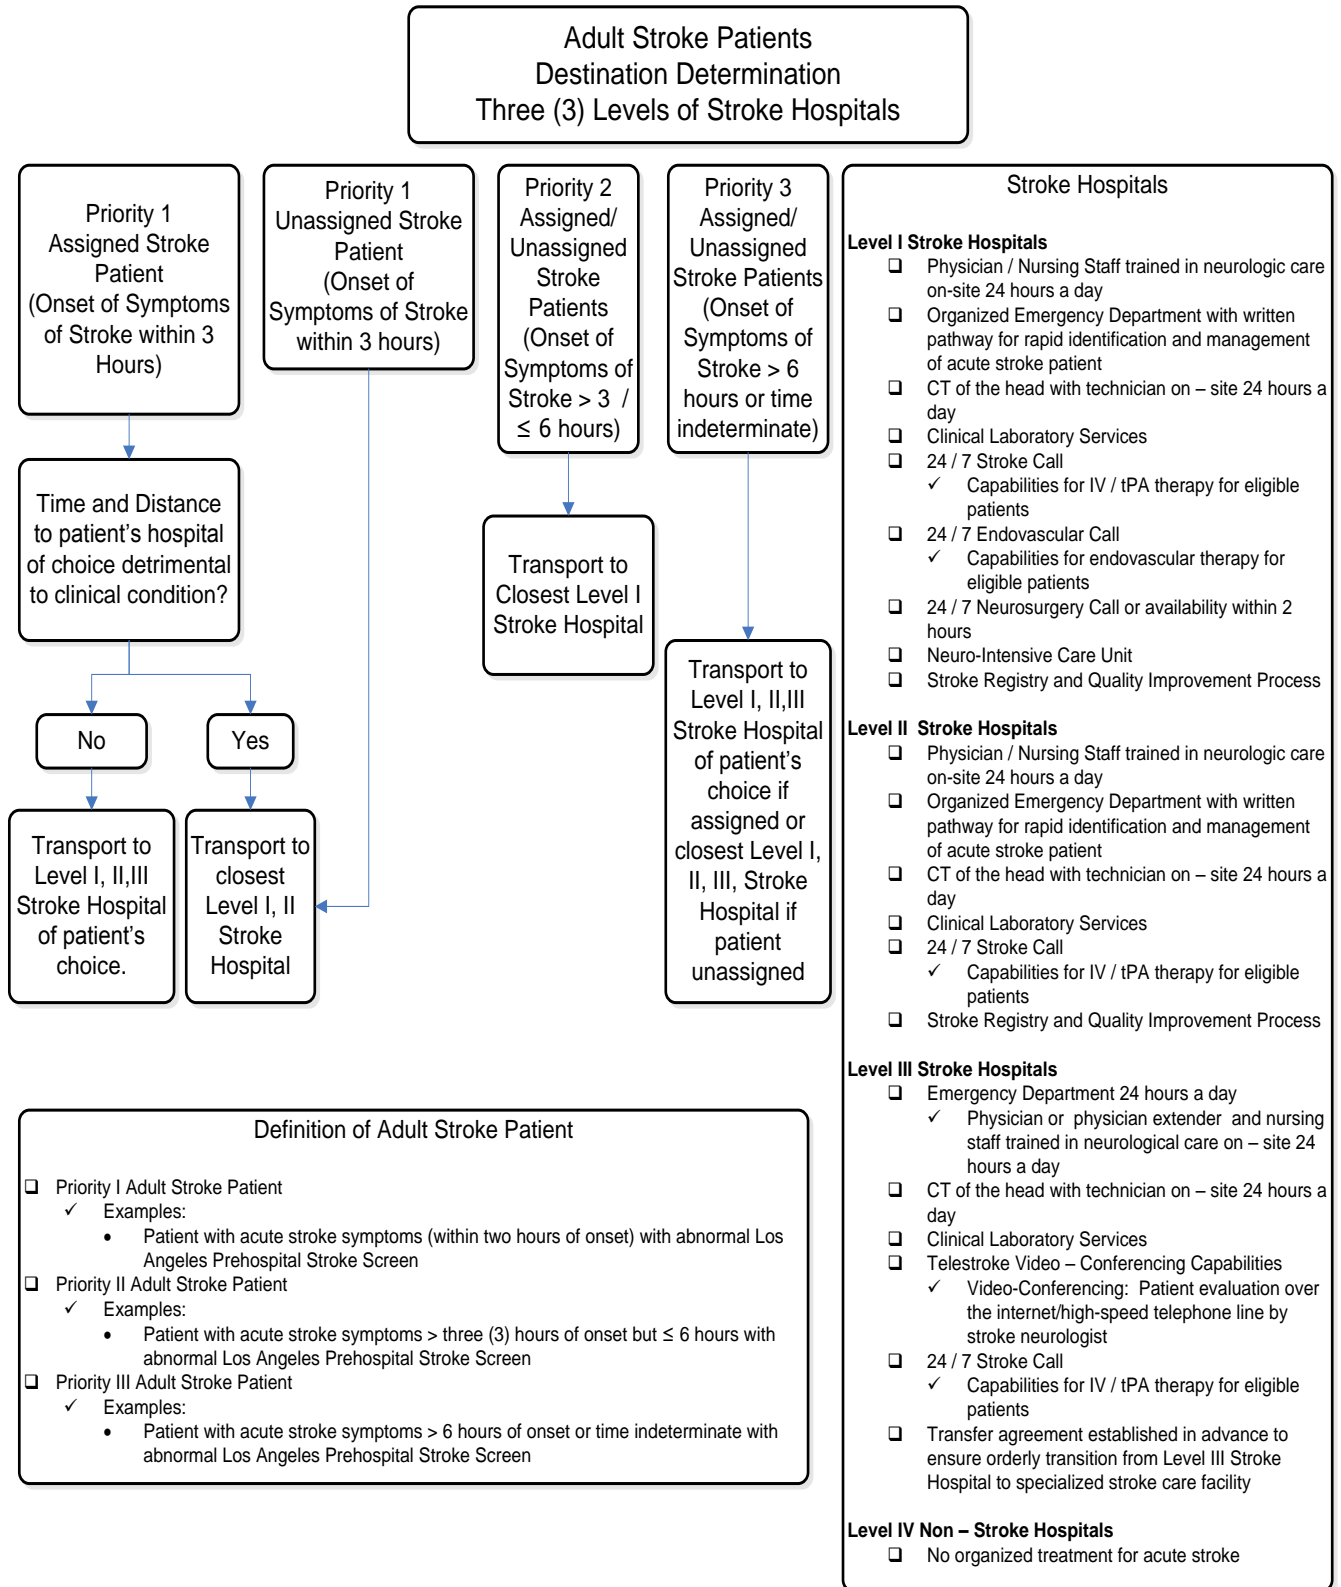 Adult Stroke Patients
Destination Determination
Three (3) Levels of Stroke Hospitals
Priority 1
Assigned Stroke
Patient
(Onset of Symptoms
of Stroke within 3
Hours)
Priority 1
Unassigned Stroke
Patient
(Onset of
Symptoms of Stroke
within 3 hours)
Priority 2
Assigned/
Unassigned
Stroke
Patients
(Onset of
Symptoms of
Stroke > 3 /
≤ 6 hours)
Priority 3
Assigned/
Unassigned
Stroke Patients
(Onset of
Symptoms of
Stroke > 6
hours or time
indeterminate)
Time and Distance
to patient's hospital
of choice detrimental
to clinical condition?
No
Yes
Transport to
Level I, II,III
Stroke Hospital
of patient's
choice.
Transport to
closest
Level I, II
Stroke
Hospital
Transport to
Closest Level I
Stroke Hospital
Transport to
Level I, II,III
Stroke Hospital
of patient's
choice if
assigned or
closest Level I,
II, III, Stroke
Hospital if
patient
unassigned
Stroke Hospitals
Level I Stroke Hospitals
❑ Physician / Nursing Staff trained in neurologic care
on-site 24 hours a day
❑ Organized Emergency Department with written
pathway for rapid identification and management
of acute stroke patient
❑ CT of the head with technician on – site 24 hours a
day
❑ Clinical Laboratory Services
❑ 24 / 7 Stroke Call
✓ Capabilities for IV / tPA therapy for eligible
patients
❑ 24 / 7 Endovascular Call
✓ Capabilities for endovascular therapy for
eligible patients
❑ 24 / 7 Neurosurgery Call or availability within 2
hours
❑ Neuro-Intensive Care Unit
❑ Stroke Registry and Quality Improvement Process
Level II Stroke Hospitals
❑ Physician / Nursing Staff trained in neurologic care
on-site 24 hours a day
❑ Organized Emergency Department with written
pathway for rapid identification and management
of acute stroke patient
❑ CT of the head with technician on – site 24 hours a
day
❑ Clinical Laboratory Services
❑ 24 / 7 Stroke Call
✓ Capabilities for IV / tPA therapy for eligible
patients
❑ Stroke Registry and Quality Improvement Process
Level III Stroke Hospitals
❑ Emergency Department 24 hours a day
✓ Physician or physician extender and nursing
staff trained in neurological care on – site 24
hours a day
❑ CT of the head with technician on – site 24 hours a
day
❑ Clinical Laboratory Services
❑ Telestroke Video – Conferencing Capabilities
✓ Video-Conferencing: Patient evaluation over
the internet/high-speed telephone line by
stroke neurologist
❑ 24 / 7 Stroke Call
✓ Capabilities for IV / tPA therapy for eligible
patients
❑ Transfer agreement established in advance to
ensure orderly transition from Level III Stroke
Hospital to specialized stroke care facility
Level IV Non – Stroke Hospitals
❑ No organized treatment for acute stroke
Definition of Adult Stroke Patient
❑ Priority I Adult Stroke Patient
✓ Examples:
• Patient with acute stroke symptoms (within two hours of onset) with abnormal Los
Angeles Prehospital Stroke Screen
❑ Priority II Adult Stroke Patient
✓ Examples:
• Patient with acute stroke symptoms > three (3) hours of onset but ≤ 6 hours with
abnormal Los Angeles Prehospital Stroke Screen
❑ Priority III Adult Stroke Patient
✓ Examples:
• Patient with acute stroke symptoms > 6 hours of onset or time indeterminate with
abnormal Los Angeles Prehospital Stroke Screen